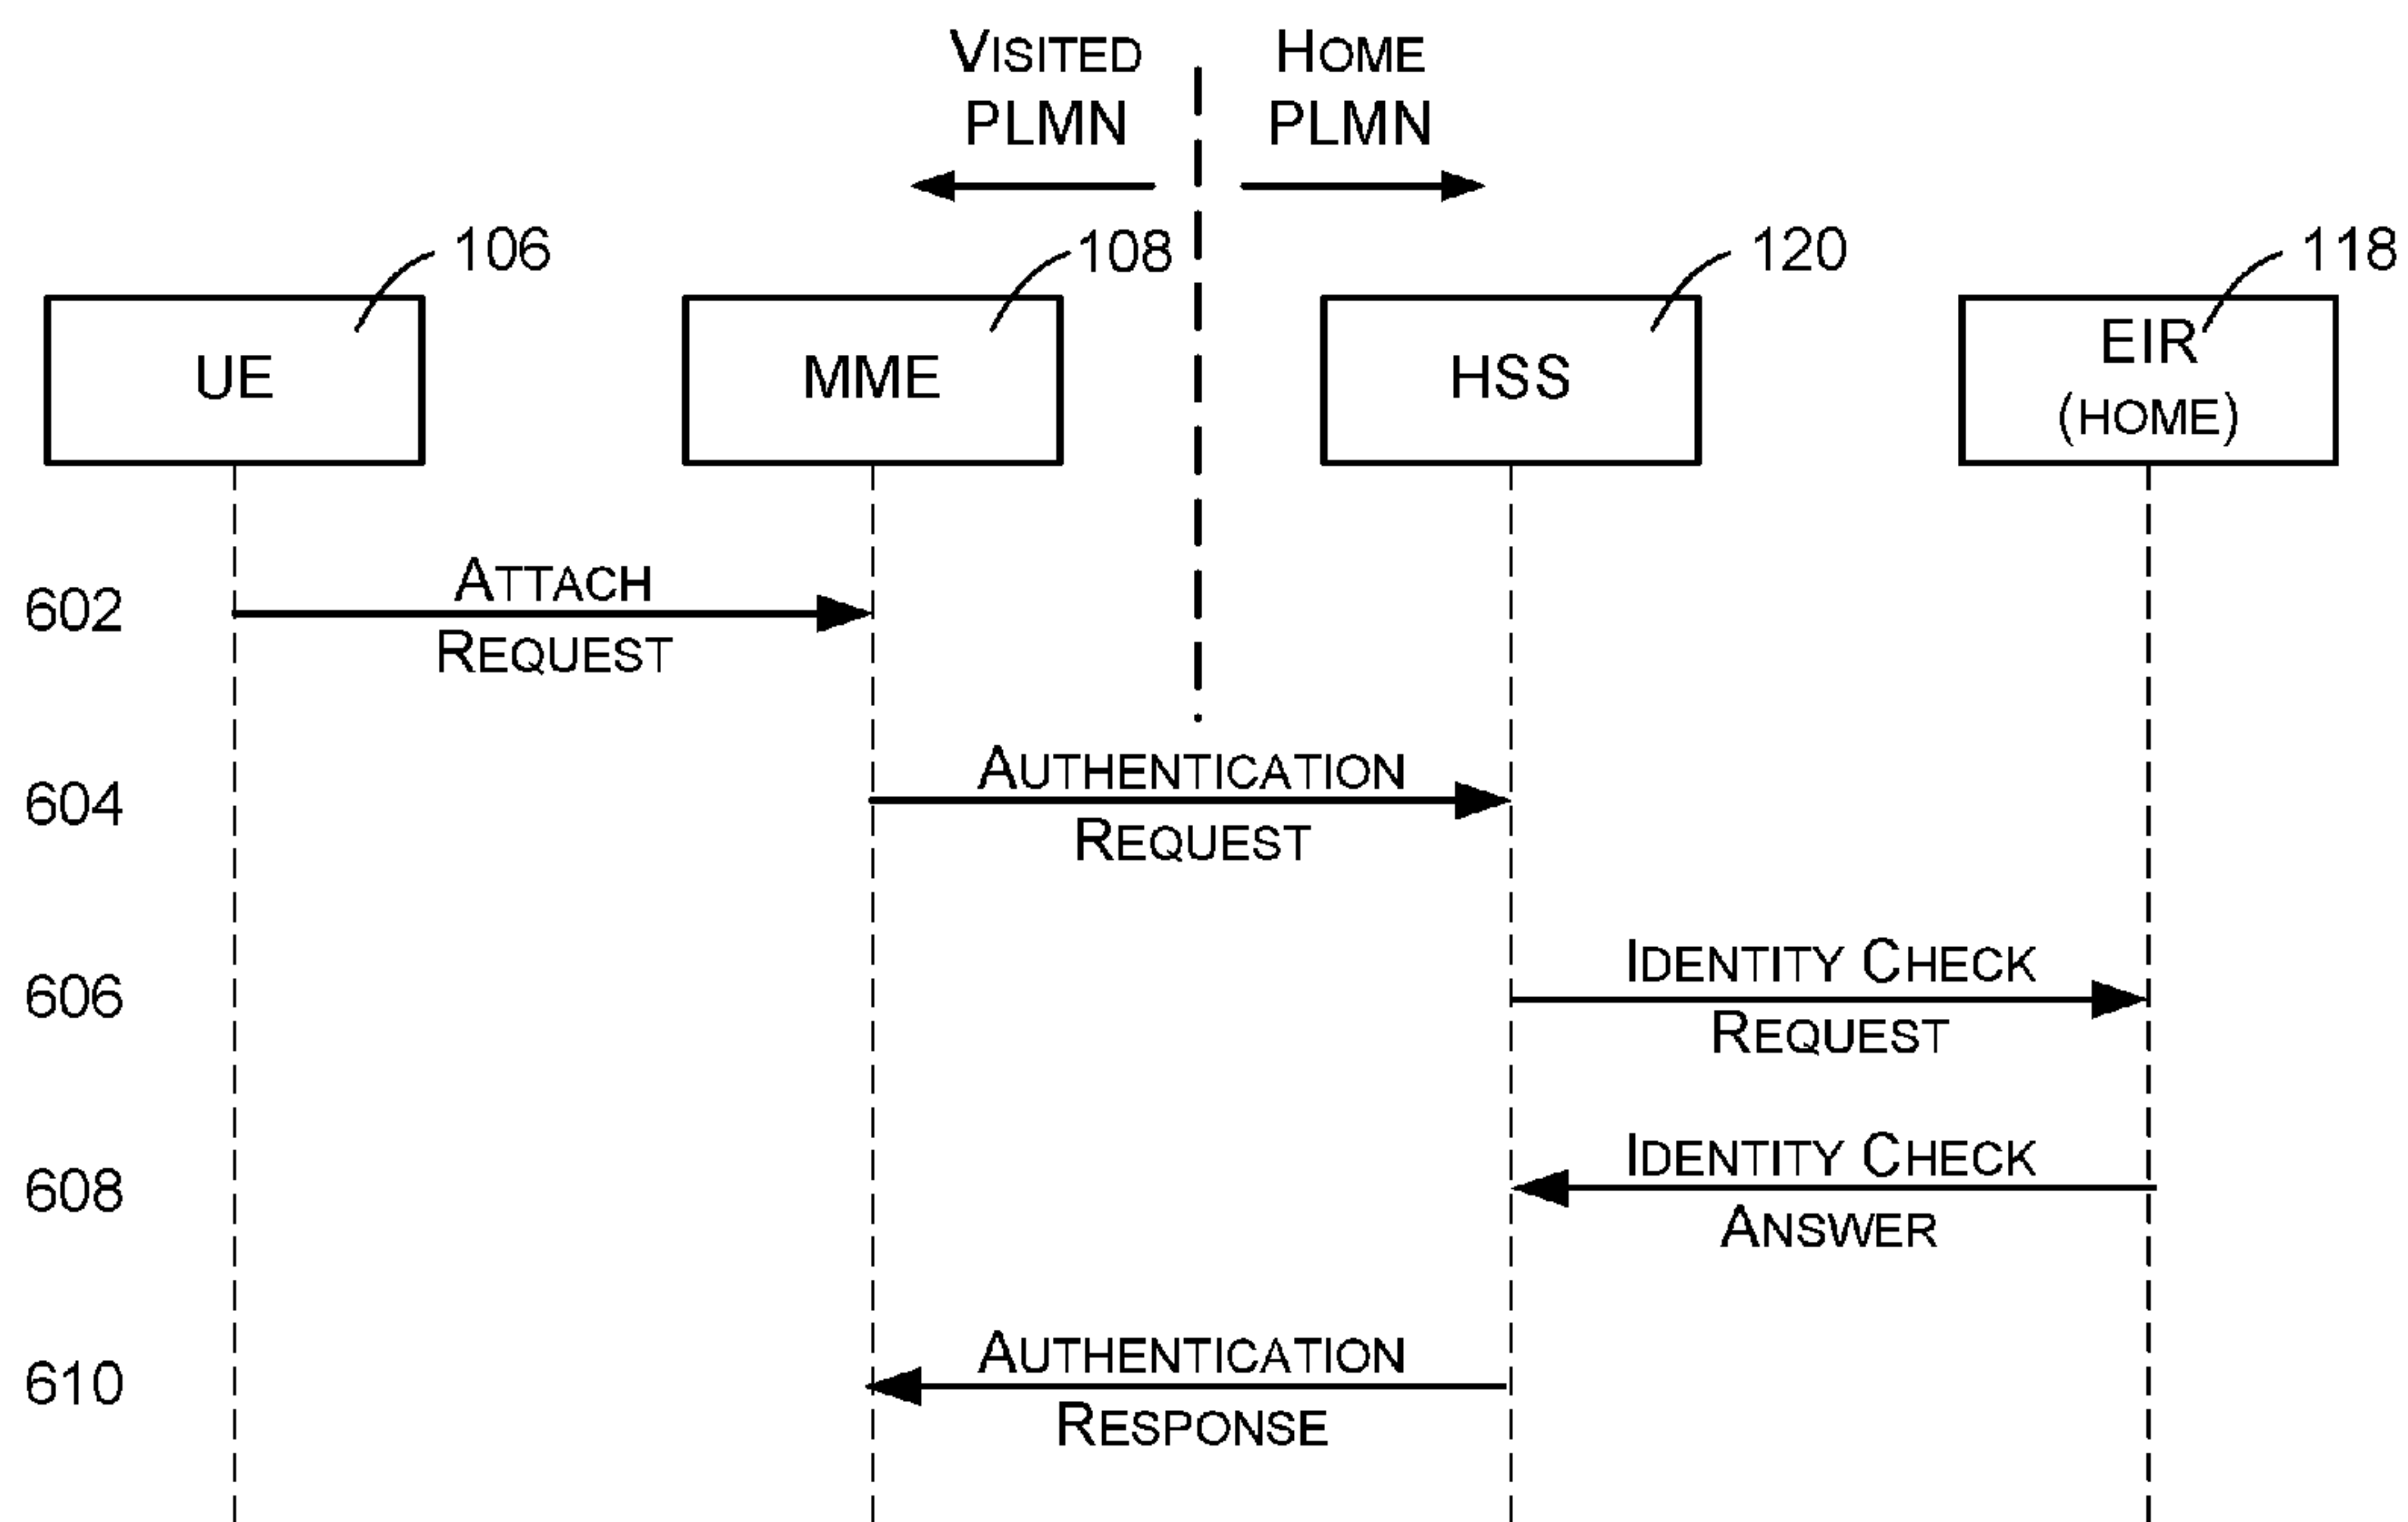 VISITED
PLMN
HOME
PLMN
106
108
120
118
UE
MME
HSS
EIR
(HOME)
602
ATTACH
REQUEST
604
AUTHENTICATION
REQUEST
606
IDENTITY CHECK
REQUEST
608
IDENTITY CHECK
ANSWER
610
AUTHENTICATION
RESPONSE